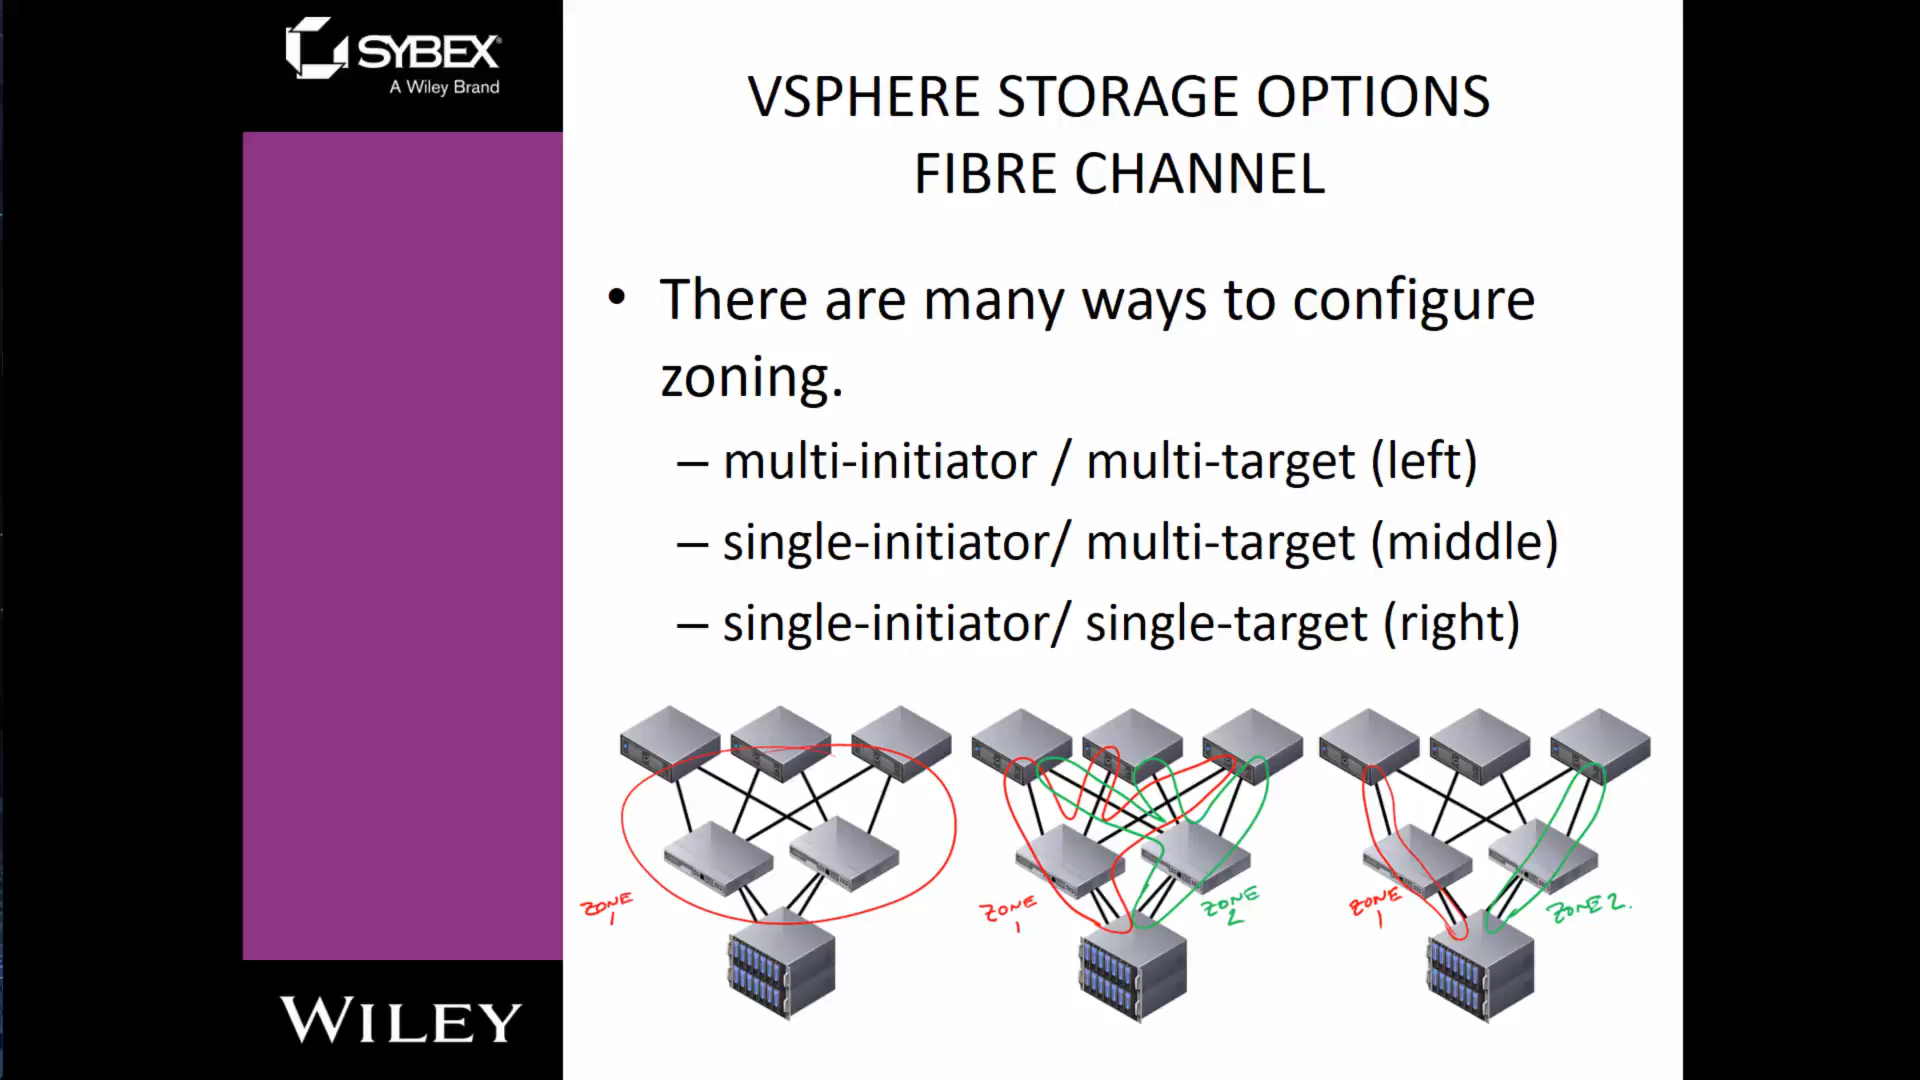 SYBEX®
A Wiley Brand
VSPHERE STORAGE OPTIONS
FIBRE CHANNEL
• There are many ways to configure
zoning.
– multi-initiator / multi-target (left)
– single-initiator/ multi-target (middle)
– single-initiator/ single-target (right)
ZONE
1
ZONE
1
ZONE
2
ZONE
1
ZONE 2.
WILEY